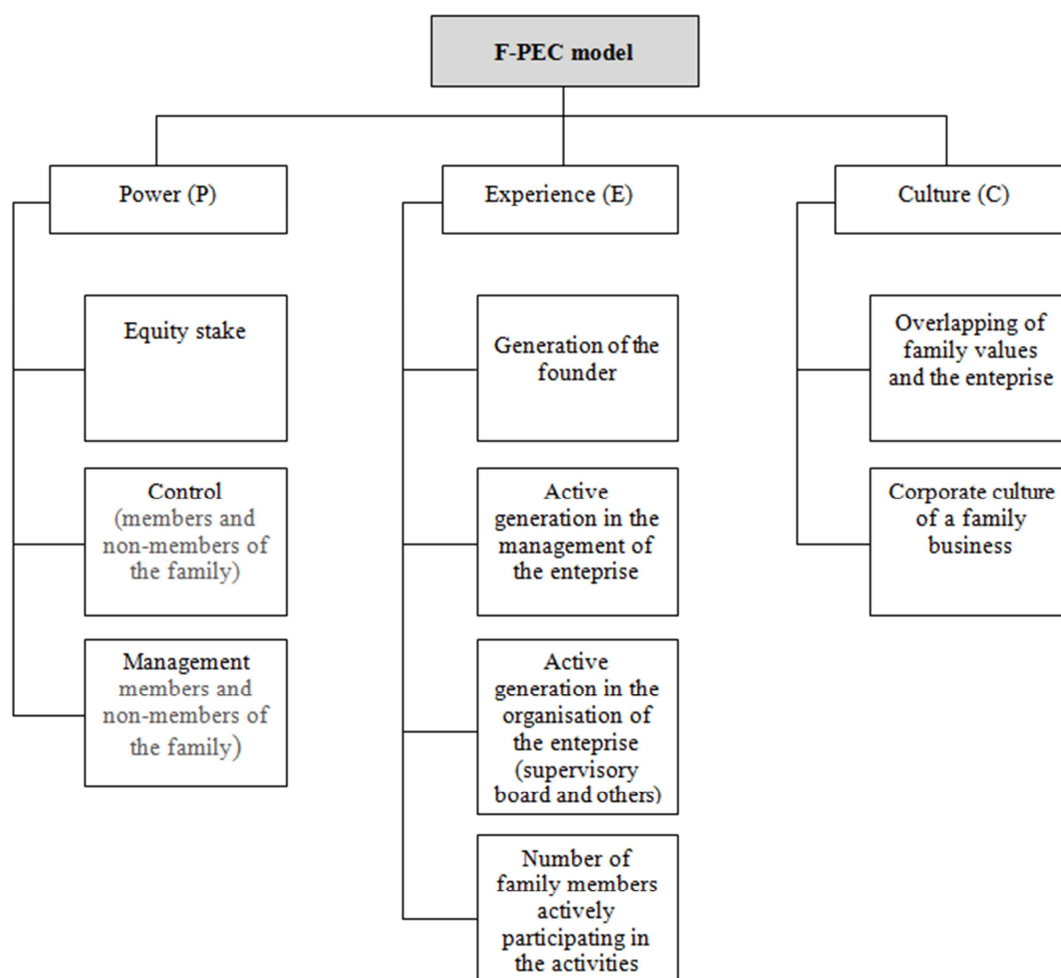 F-PEC model
Power (P)
Equity stake
Control
(members and
non-members of
the family)
Management
members and
non-members of
the family)
Experience (E)
Generation of the
founder
Active
generation in the
management of
the enteprise
Active
generation in the
organisation of
the enteprise
(supervisory
board and others)
Number of
family members
actively
participating in
the activities
Culture (C)
Overlapping of
family values
and the enteprise
Corporate culture
of a family
business